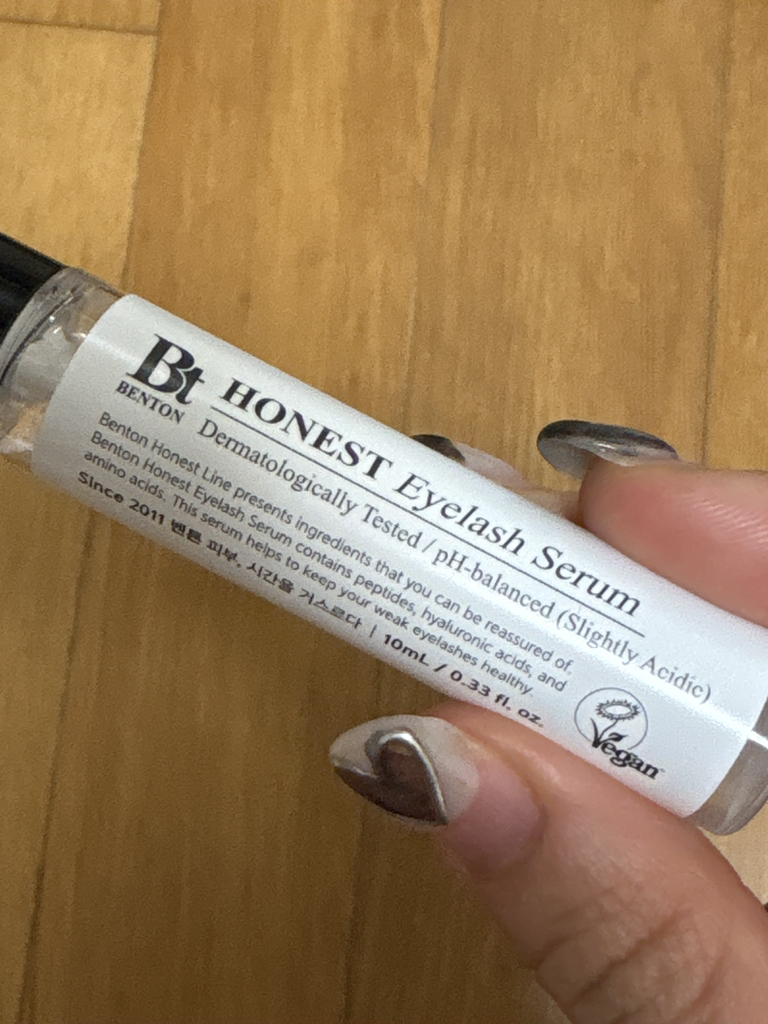 Bt
BENTON
HONEST Eyelash Serum
Dermatologically Tested / pH-balanced (Slightly Acidic)
Benton Honest Line presents ingredients that you can be reassured of.
Benton Honest Eyelash Serum contains peptides, hyaluronic acids, and
amino acids. This serum helps to keep your weak eyelashes healthy.
Since 2011 벤튼 피부, 시간을 거스르다 | 10mL / 0.33 fl. oz.
Vegan